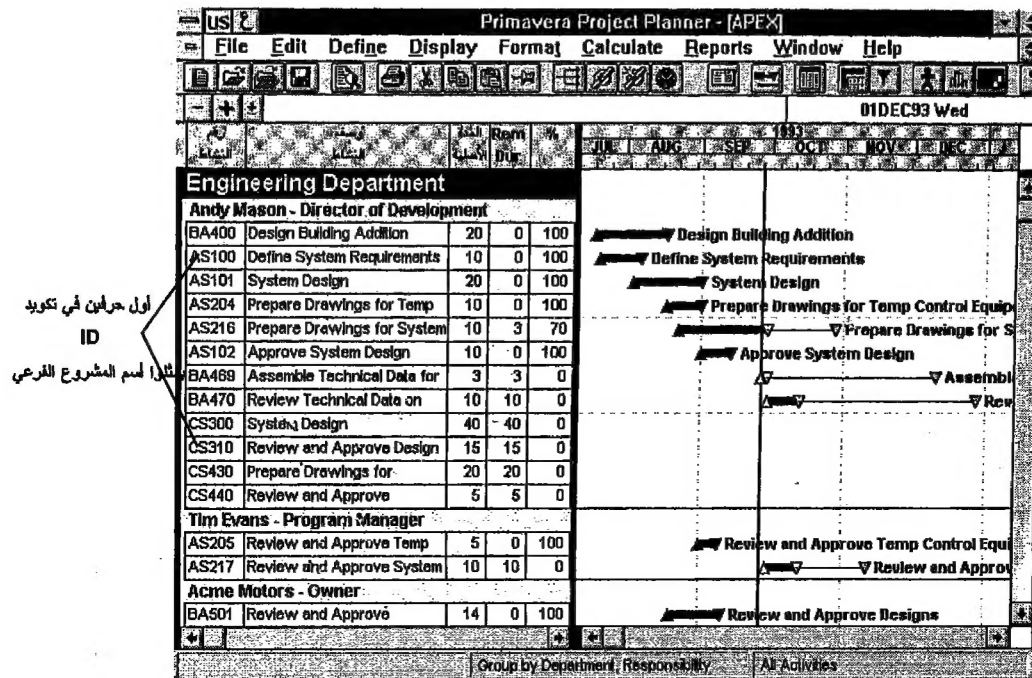 US
Primavera Project Planner - [APEX]
File Edit Define Display Format Calculate Reports Window Help
01DEC93 Wed
رقم النشاط وصف النشاط المدة الأصلية Rem Dur %
1993
JUL AUG SEP OCT NOV DEC J
Engineering Department
Andy Mason - Director of Development
BA400 Design Building Addition 20 0 100 Design Building Addition
AS100 Define System Requirements 10 0 100 Define System Requirements
AS101 System Design 20 0 100 System Design
AS204 Prepare Drawings for Temp 10 0 100 Prepare Drawings for Temp Control Equip
AS216 Prepare Drawings for System 10 3 70 Prepare Drawings for S
AS102 Approve System Design 10 0 100 Approve System Design
BA469 Assemble Technical Data for 3 3 0 Assembl
BA470 Review Technical Data on 10 10 0 Rev
CS300 System Design 40 40 0
CS310 Review and Approve Design 15 15 0
CS430 Prepare Drawings for 20 20 0
CS440 Review and Approve 5 5 0
Tim Evans - Program Manager
AS205 Review and Approve Temp 5 0 100 Review and Approve Temp Control Equi
AS217 Review and Approve System 10 10 0 Review and Approv
Acme Motors - Owner
BA501 Review and Approve 14 0 100 Review and Approve Designs
Group by Department, Responsibility All Activities
أول حرفين في تكويد
ID
اسم المشروع الفرعي